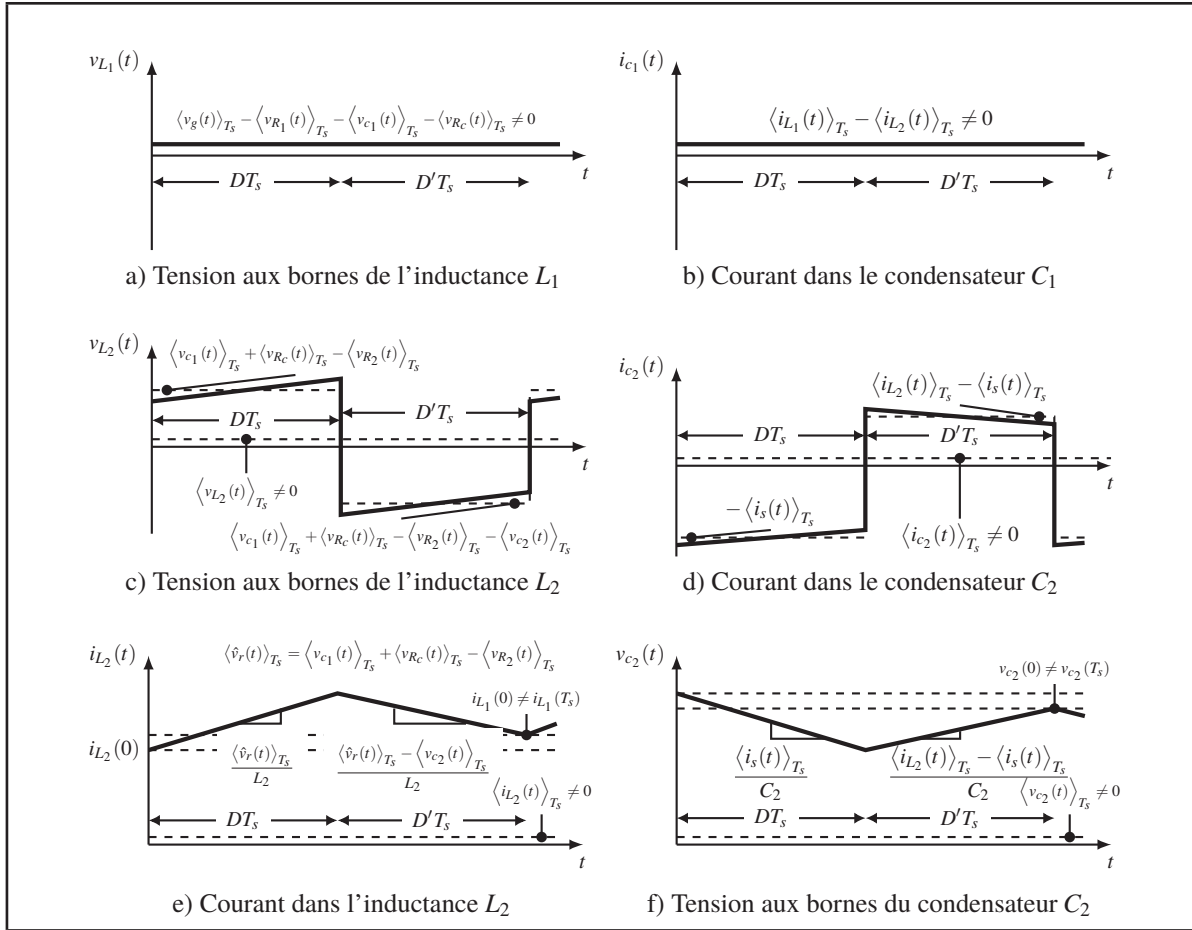 v_{L_1}(t)
⟨v_g(t)⟩_{T_s} − ⟨v_{R_1}(t)⟩_{T_s} − ⟨v_{c_1}(t)⟩_{T_s} − ⟨v_{R_c}(t)⟩_{T_s} ≠ 0
DT_s
D′T_s
t
a) Tension aux bornes de l’inductance L_1
i_{c_1}(t)
⟨i_{L_1}(t)⟩_{T_s} − ⟨i_{L_2}(t)⟩_{T_s} ≠ 0
DT_s
D′T_s
t
b) Courant dans le condensateur C_1
v_{L_2}(t)
⟨v_{c_1}(t)⟩_{T_s} + ⟨v_{R_c}(t)⟩_{T_s} − ⟨v_{R_2}(t)⟩_{T_s}
DT_s
D′T_s
t
⟨v_{L_2}(t)⟩_{T_s} ≠ 0
⟨v_{c_1}(t)⟩_{T_s} + ⟨v_{R_c}(t)⟩_{T_s} − ⟨v_{R_2}(t)⟩_{T_s} − ⟨v_{c_2}(t)⟩_{T_s}
c) Tension aux bornes de l’inductance L_2
i_{c_2}(t)
⟨i_{L_2}(t)⟩_{T_s} − ⟨i_s(t)⟩_{T_s}
DT_s
D′T_s
t
−⟨i_s(t)⟩_{T_s}
⟨i_{c_2}(t)⟩_{T_s} ≠ 0
d) Courant dans le condensateur C_2
i_{L_2}(t)
⟨v̂_r(t)⟩_{T_s} = ⟨v_{c_1}(t)⟩_{T_s} + ⟨v_{R_c}(t)⟩_{T_s} − ⟨v_{R_2}(t)⟩_{T_s}
i_{L_1}(0) ≠ i_{L_1}(T_s)
i_{L_2}(0)
⟨v̂_r(t)⟩_{T_s} / L_2
⟨v̂_r(t)⟩_{T_s} − ⟨v_{c_2}(t)⟩_{T_s} / L_2
⟨i_{L_2}(t)⟩_{T_s} ≠ 0
DT_s
D′T_s
t
e) Courant dans l’inductance L_2
v_{c_2}(t)
v_{c_2}(0) ≠ v_{c_2}(T_s)
⟨i_s(t)⟩_{T_s} / C_2
⟨i_{L_2}(t)⟩_{T_s} − ⟨i_s(t)⟩_{T_s} / C_2
⟨v_{c_2}(t)⟩_{T_s} ≠ 0
DT_s
D′T_s
t
f) Tension aux bornes du condensateur C_2